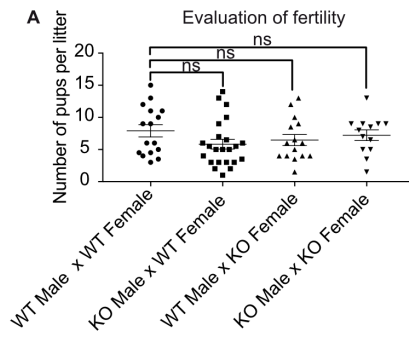 A
Evaluation of fertility
ns
ns
ns
Number of pups per litter
20
15
10
5
0
WT Male x WT Female
KO Male x WT Female
WT Male x KO Female
KO Male x KO Female